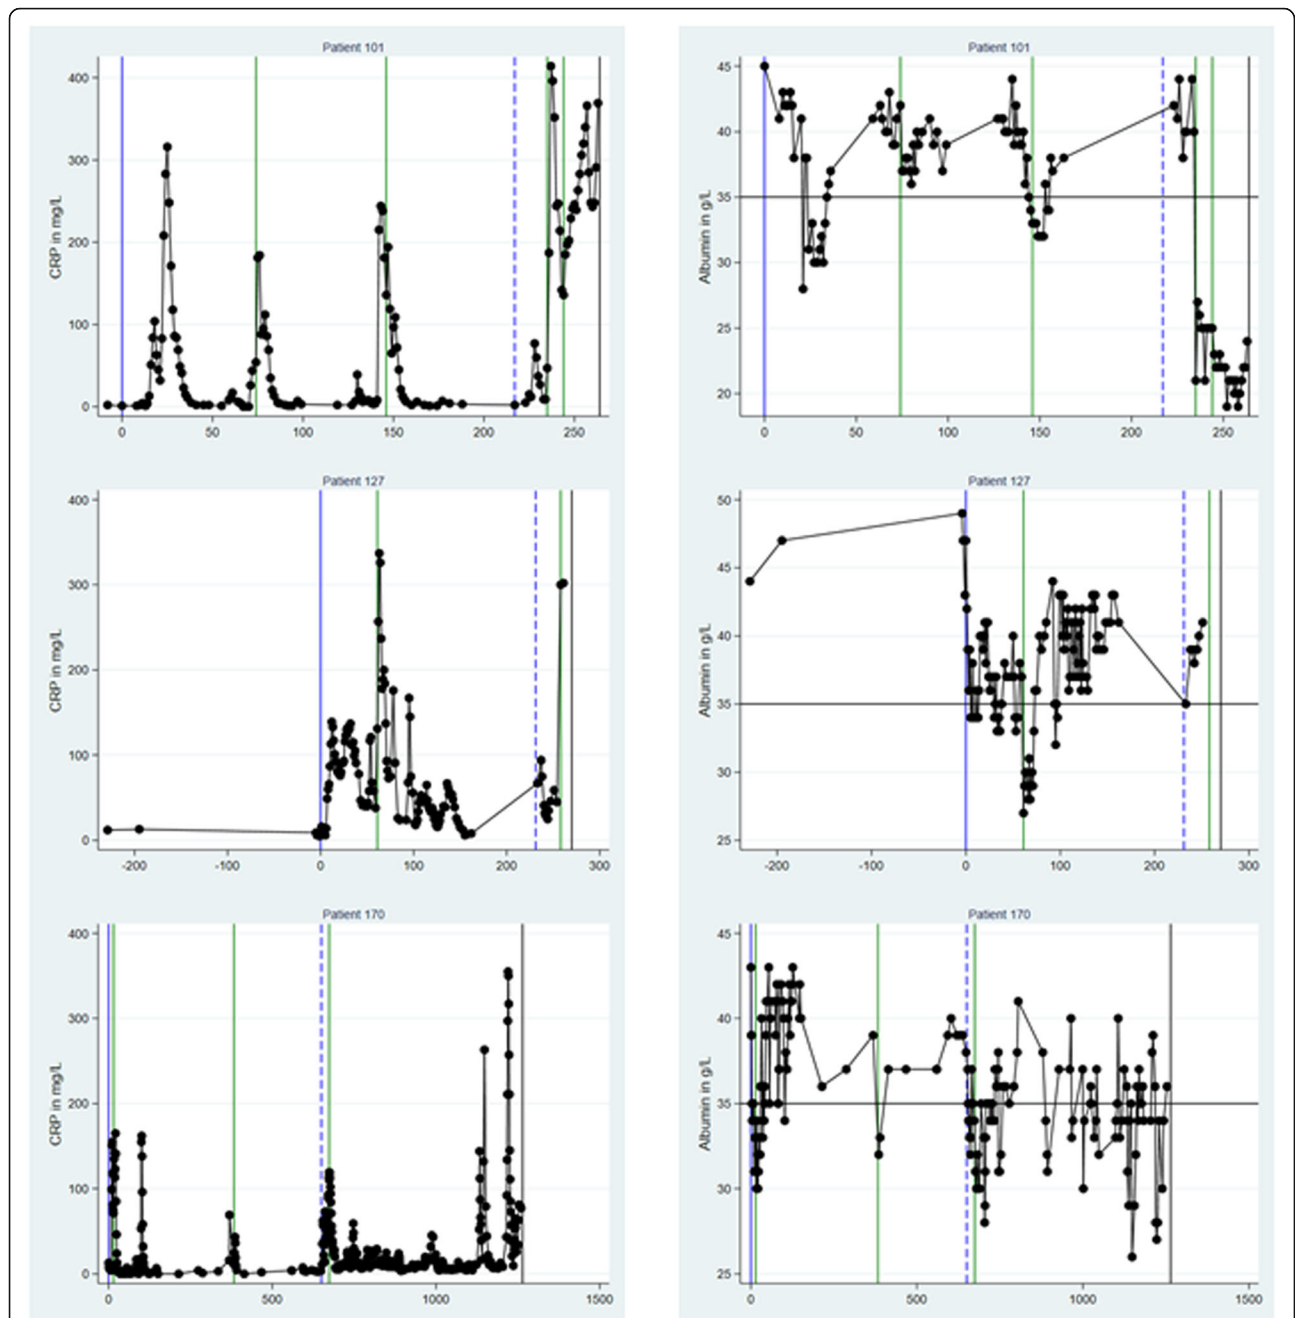 Patient 101
CRP in mg/L
400
300
200
100
0
0 50 100 150 200 250
Patient 101
Albumin in g/L
45
40
35
30
25
20
0 50 100 150 200 250
Patient 127
CRP in mg/L
400
300
200
100
0
-200 -100 0 100 200 300
Patient 127
Albumin in g/L
50
45
40
35
30
25
-200 -100 0 100 200 300
Patient 170
CRP in mg/L
400
300
200
100
0
0 500 1000 1500
Patient 170
Albumin in g/L
45
40
35
30
25
0 500 1000 1500